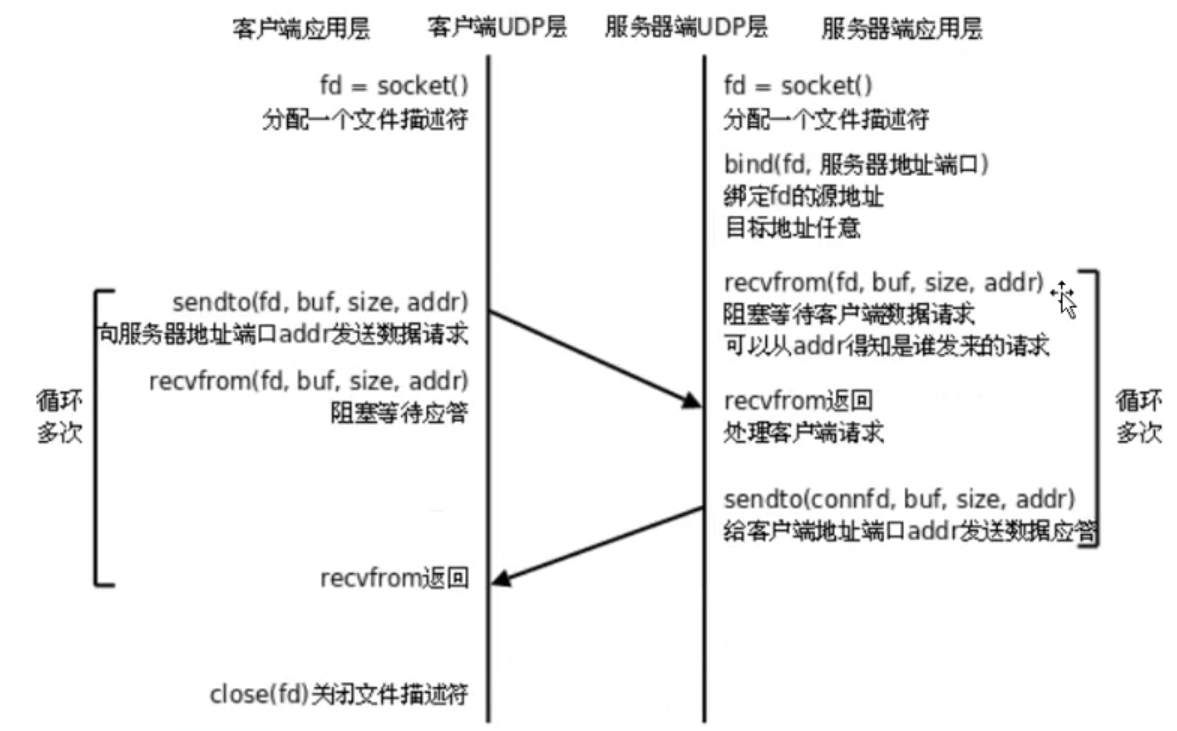 客户端应用层 客户端UDP层 服务器端UDP层 服务器端应用层
fd = socket()
分配一个文件描述符
fd = socket()
分配一个文件描述符
bind(fd, 服务器地址端口)
绑定fd的源地址
目标地址任意
sendto(fd, buf, size, addr)
向服务器地址端口addr发送数据请求
recvfrom(fd, buf, size, addr)
阻塞等待客户端数据请求
可以从addr得知是谁发来的请求
recvfrom(fd, buf, size, addr)
阻塞等待应答
循环
多次
recvfrom返回
处理客户端请求
循环
多次
sendto(connfd, buf, size, addr)
给客户端地址端口addr发送数据应答
recvfrom返回
close(fd)关闭文件描述符